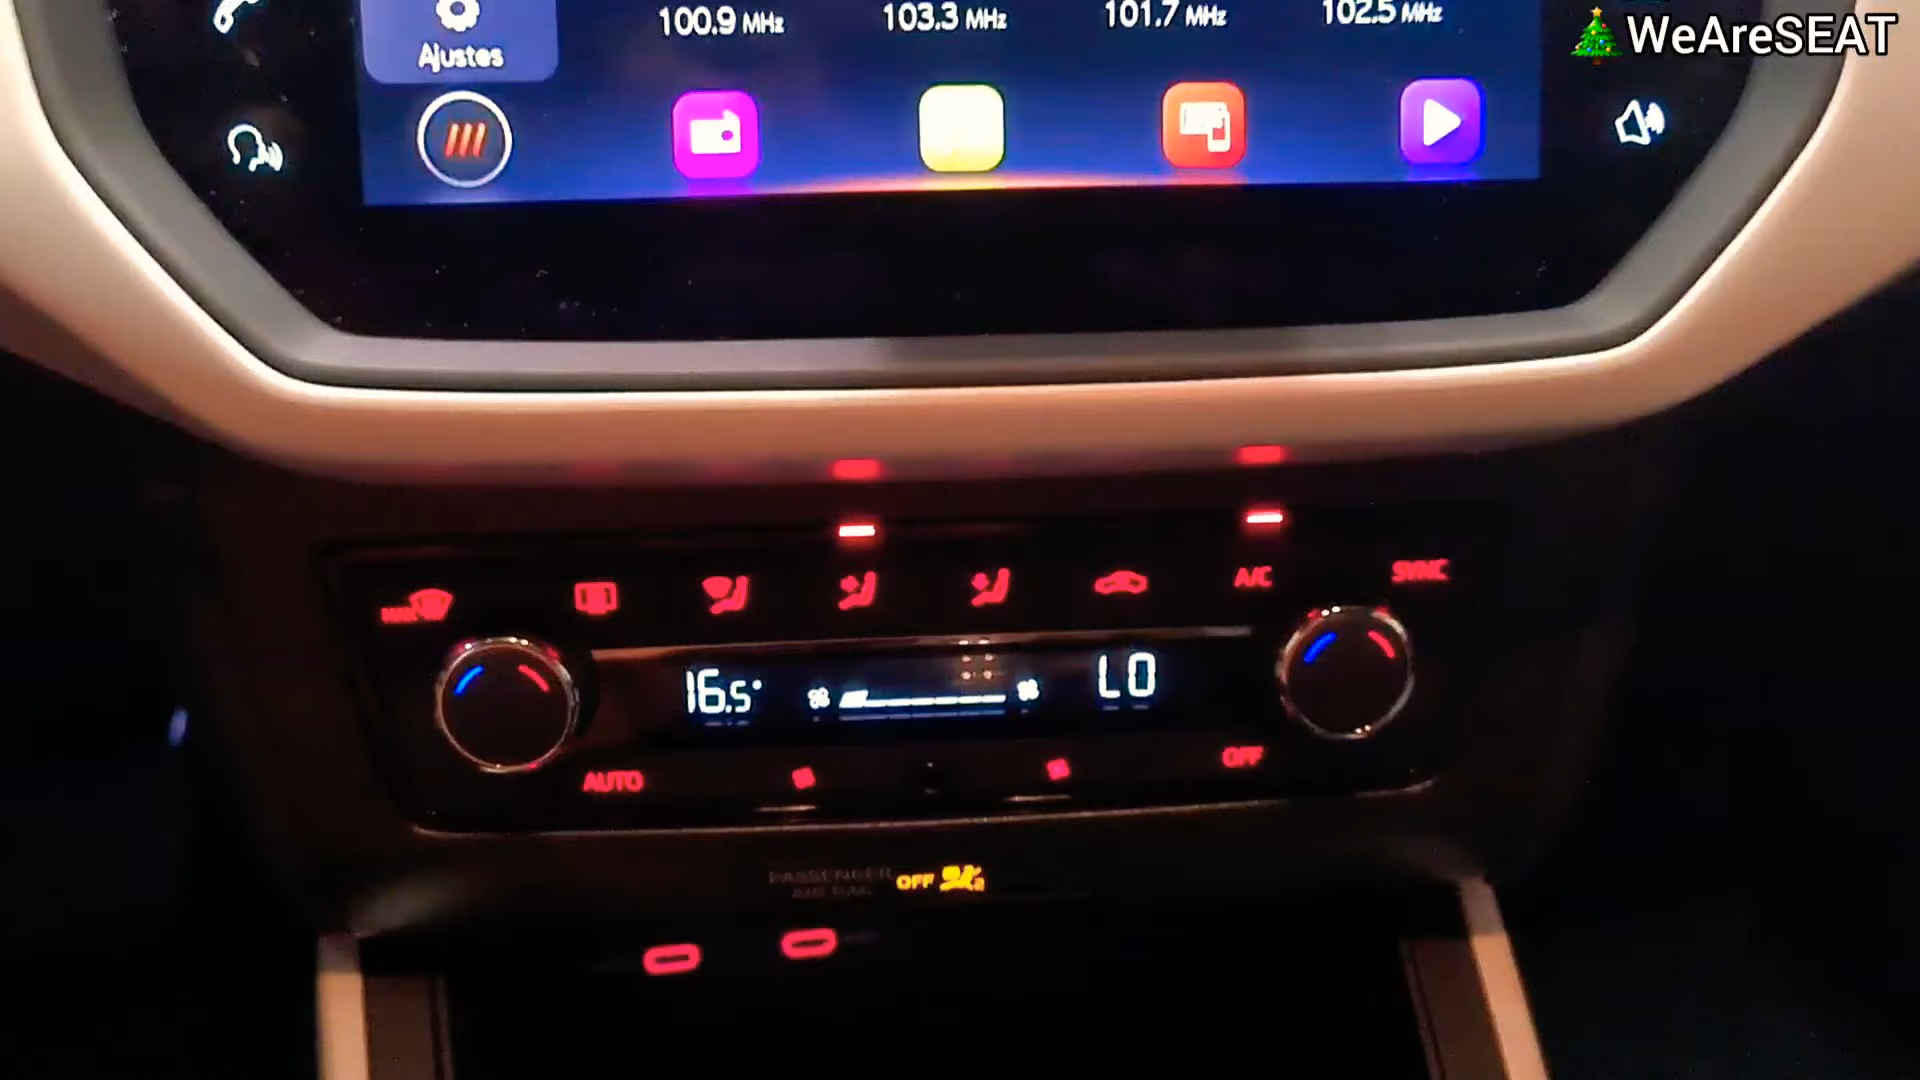 100.9 MHz
103.3 MHz
101.7 MHz
102.5 MHz
WeAreSEAT
Ajustes
A/C
SYNC
MAX
16.5°
LO
AUTO
OFF
PASSENGER
AIR BAG
OFF